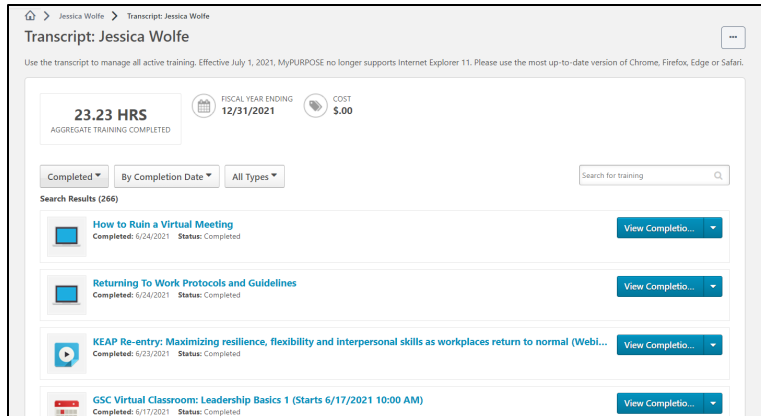 Jessica Wolfe > Transcript: Jessica Wolfe
Transcript: Jessica Wolfe
...
Use the transcript to manage all active training. Effective July 1, 2021, MyPURPOSE no longer supports Internet Explorer 11. Please use the most up-to-date version of Chrome, Firefox, Edge or Safari.
23.23 HRS
AGGREGATE TRAINING COMPLETED
FISCAL YEAR ENDING
12/31/2021
COST
$.00
Completed By Completion Date All Types Search for training
Search Results (266)
How to Ruin a Virtual Meeting
Completed: 6/24/2021 Status: Completed
View Completio...
Returning To Work Protocols and Guidelines
Completed: 6/24/2021 Status: Completed
View Completio...
KEAP Re-entry: Maximizing resilience, flexibility and interpersonal skills as workplaces return to normal (Webi...
Completed: 6/23/2021 Status: Completed
View Completio...
GSC Virtual Classroom: Leadership Basics 1 (Starts 6/17/2021 10:00 AM)
Completed: 6/17/2021 Status: Completed
View Completio...